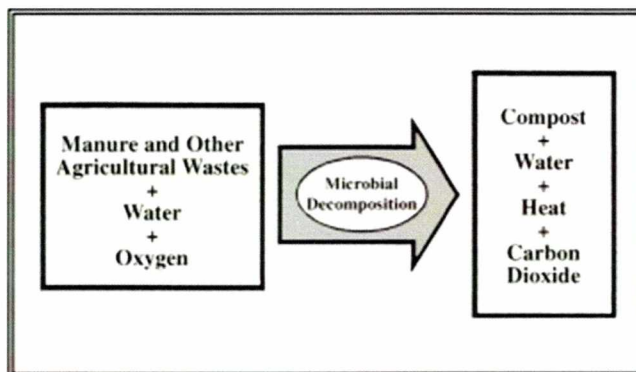 Manure and Other
Agricultural Wastes
+
Water
+
Oxygen
Microbial
Decomposition
Compost
+
Water
+
Heat
+
Carbon
Dioxide